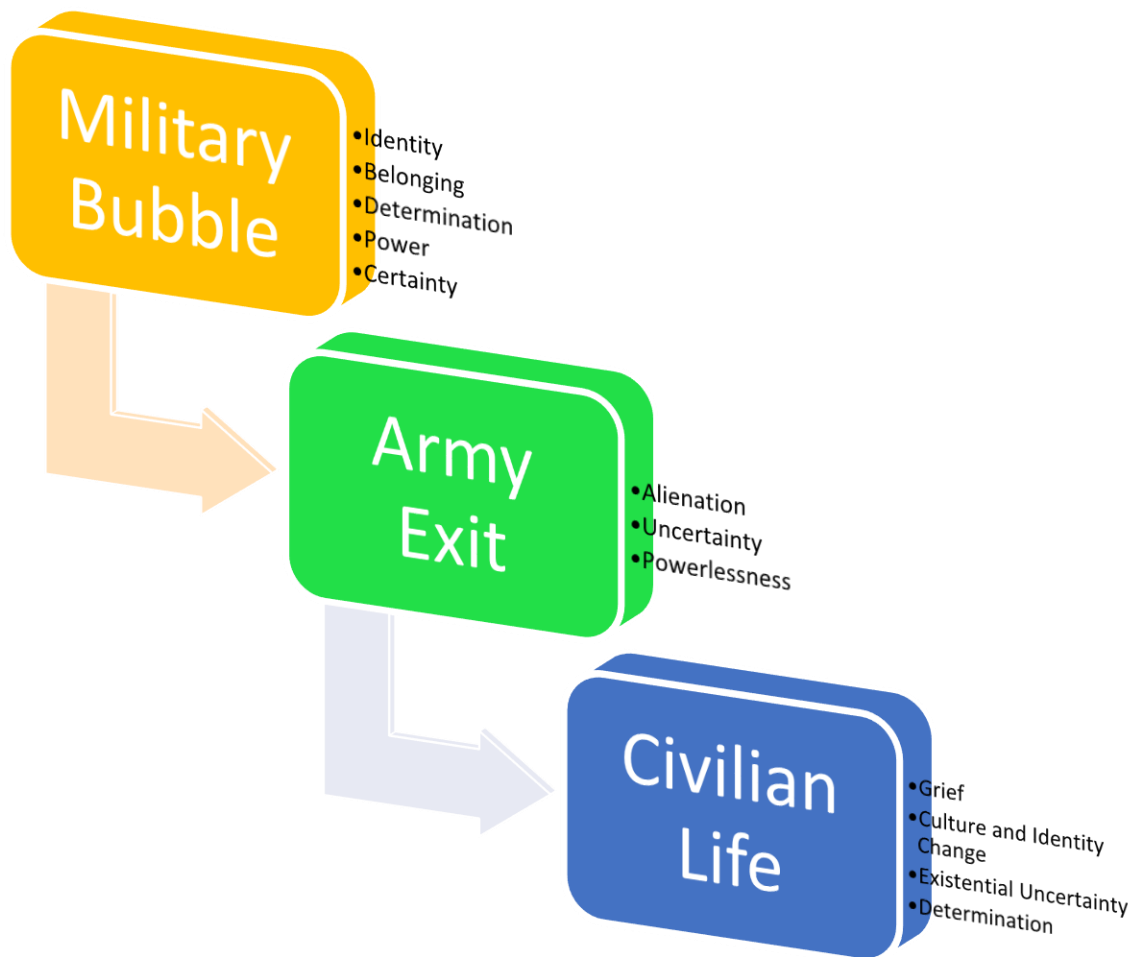 Military
Bubble
•Identity
•Belonging
•Determination
•Power
•Certainty
Army
Exit
•Alienation
•Uncertainty
•Powerlessness
Civilian
Life
•Grief
•Culture and Identity
Change
•Existential Uncertainty
•Determination